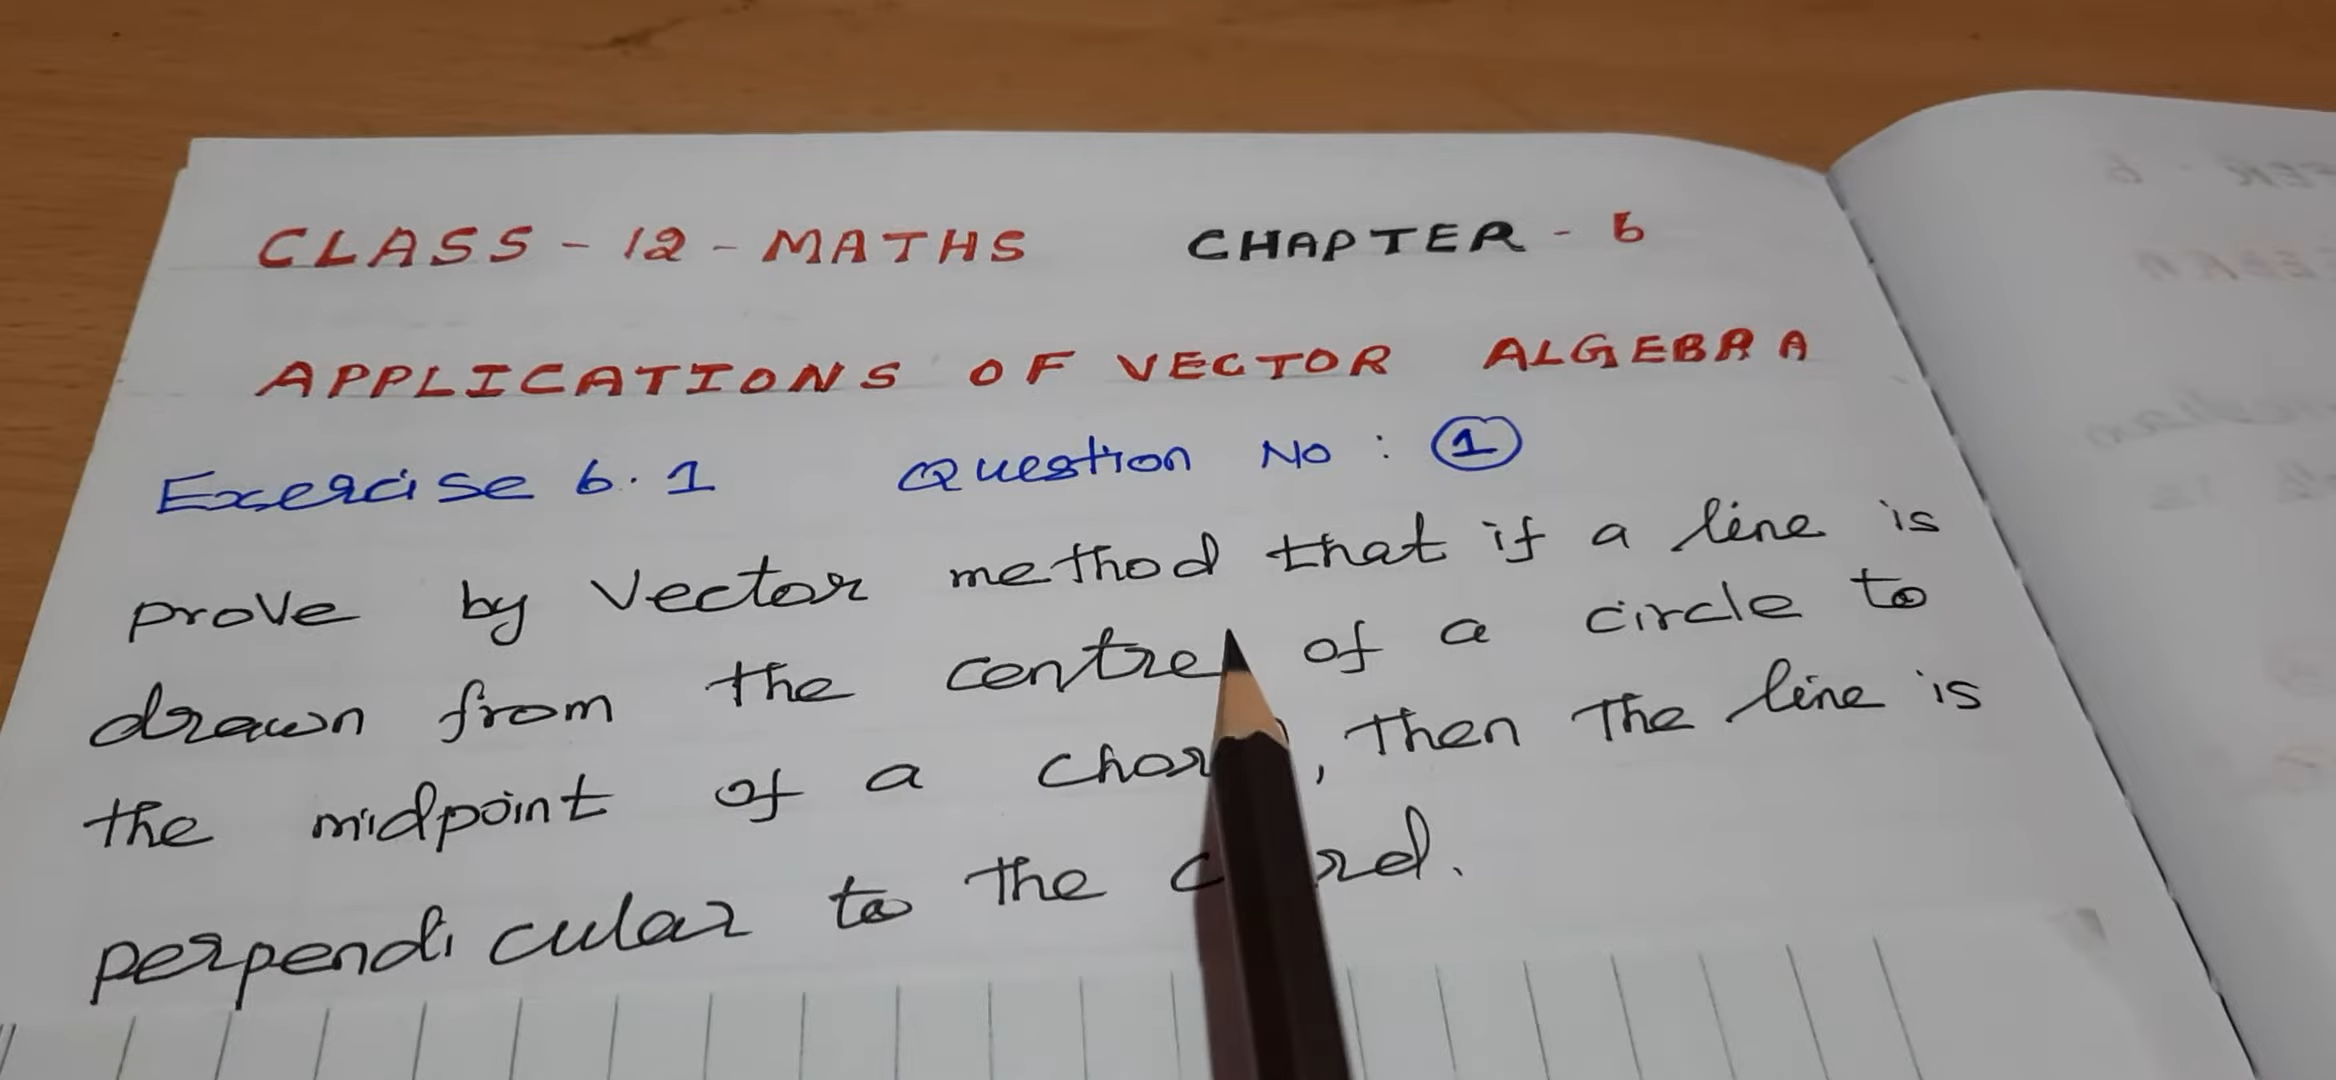 CLASS - 12 - MATHS CHAPTER - 6
APPLICATIONS OF VECTOR ALGEBRA
Exercise 6.1 Question No : 1
prove by Vector method that if a line is
drawn from the centre of a circle to
the midpoint of a , then the line is
perpendicular to the